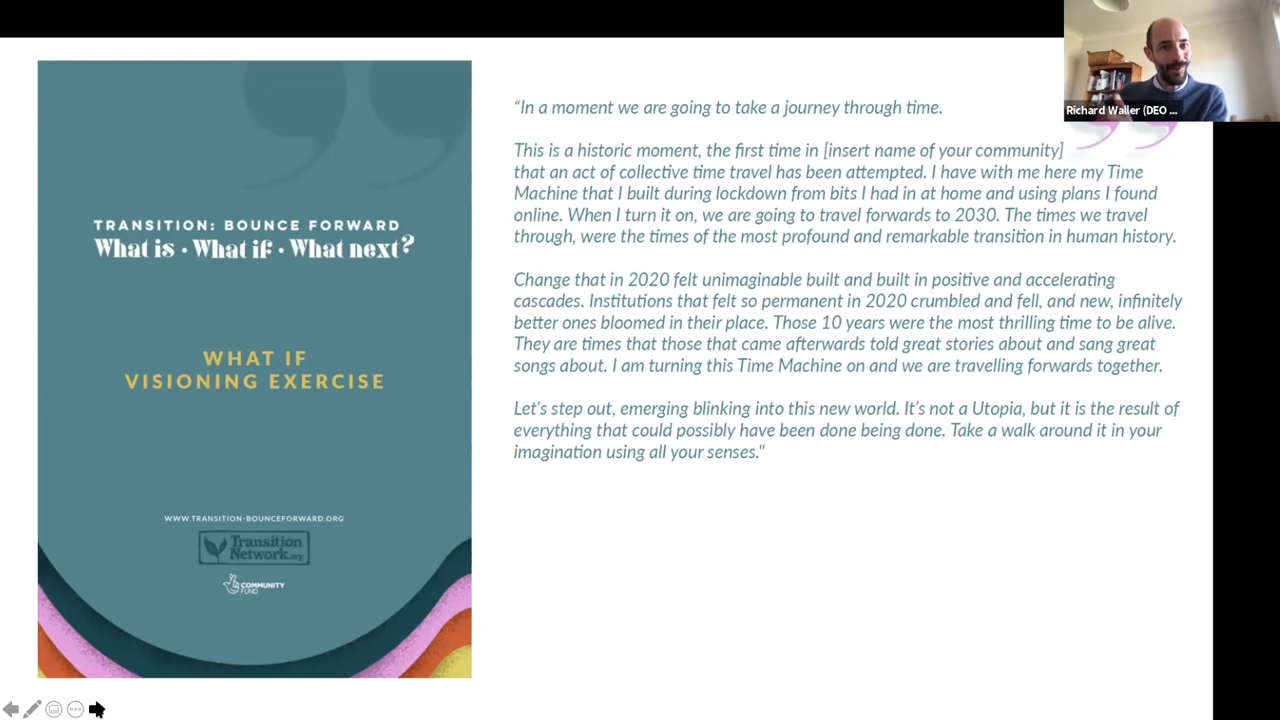 TRANSITION: BOUNCE FORWARD
What is · What if · What next?
WHAT IF
VISIONING EXERCISE
WWW.TRANSITION-BOUNCEFORWARD.ORG
Transition
Network.org
COMMUNITY
FUND
“In a moment we are going to take a journey through time.
This is a historic moment, the first time in [insert name of your community]
that an act of collective time travel has been attempted. I have with me here my Time
Machine that I built during lockdown from bits I had in at home and using plans I found
online. When I turn it on, we are going to travel forwards to 2030. The times we travel
through, were the times of the most profound and remarkable transition in human history.
Change that in 2020 felt unimaginable built and built in positive and accelerating
cascades. Institutions that felt so permanent in 2020 crumbled and fell, and new, infinitely
better ones bloomed in their place. Those 10 years were the most thrilling time to be alive.
They are times that those that came afterwards told great stories about and sang great
songs about. I am turning this Time Machine on and we are travelling forwards together.
Let's step out, emerging blinking into this new world. It’s not a Utopia, but it is the result of
everything that could possibly have been done being done. Take a walk around it in your
imagination using all your senses."
Richard Waller (DEO ...